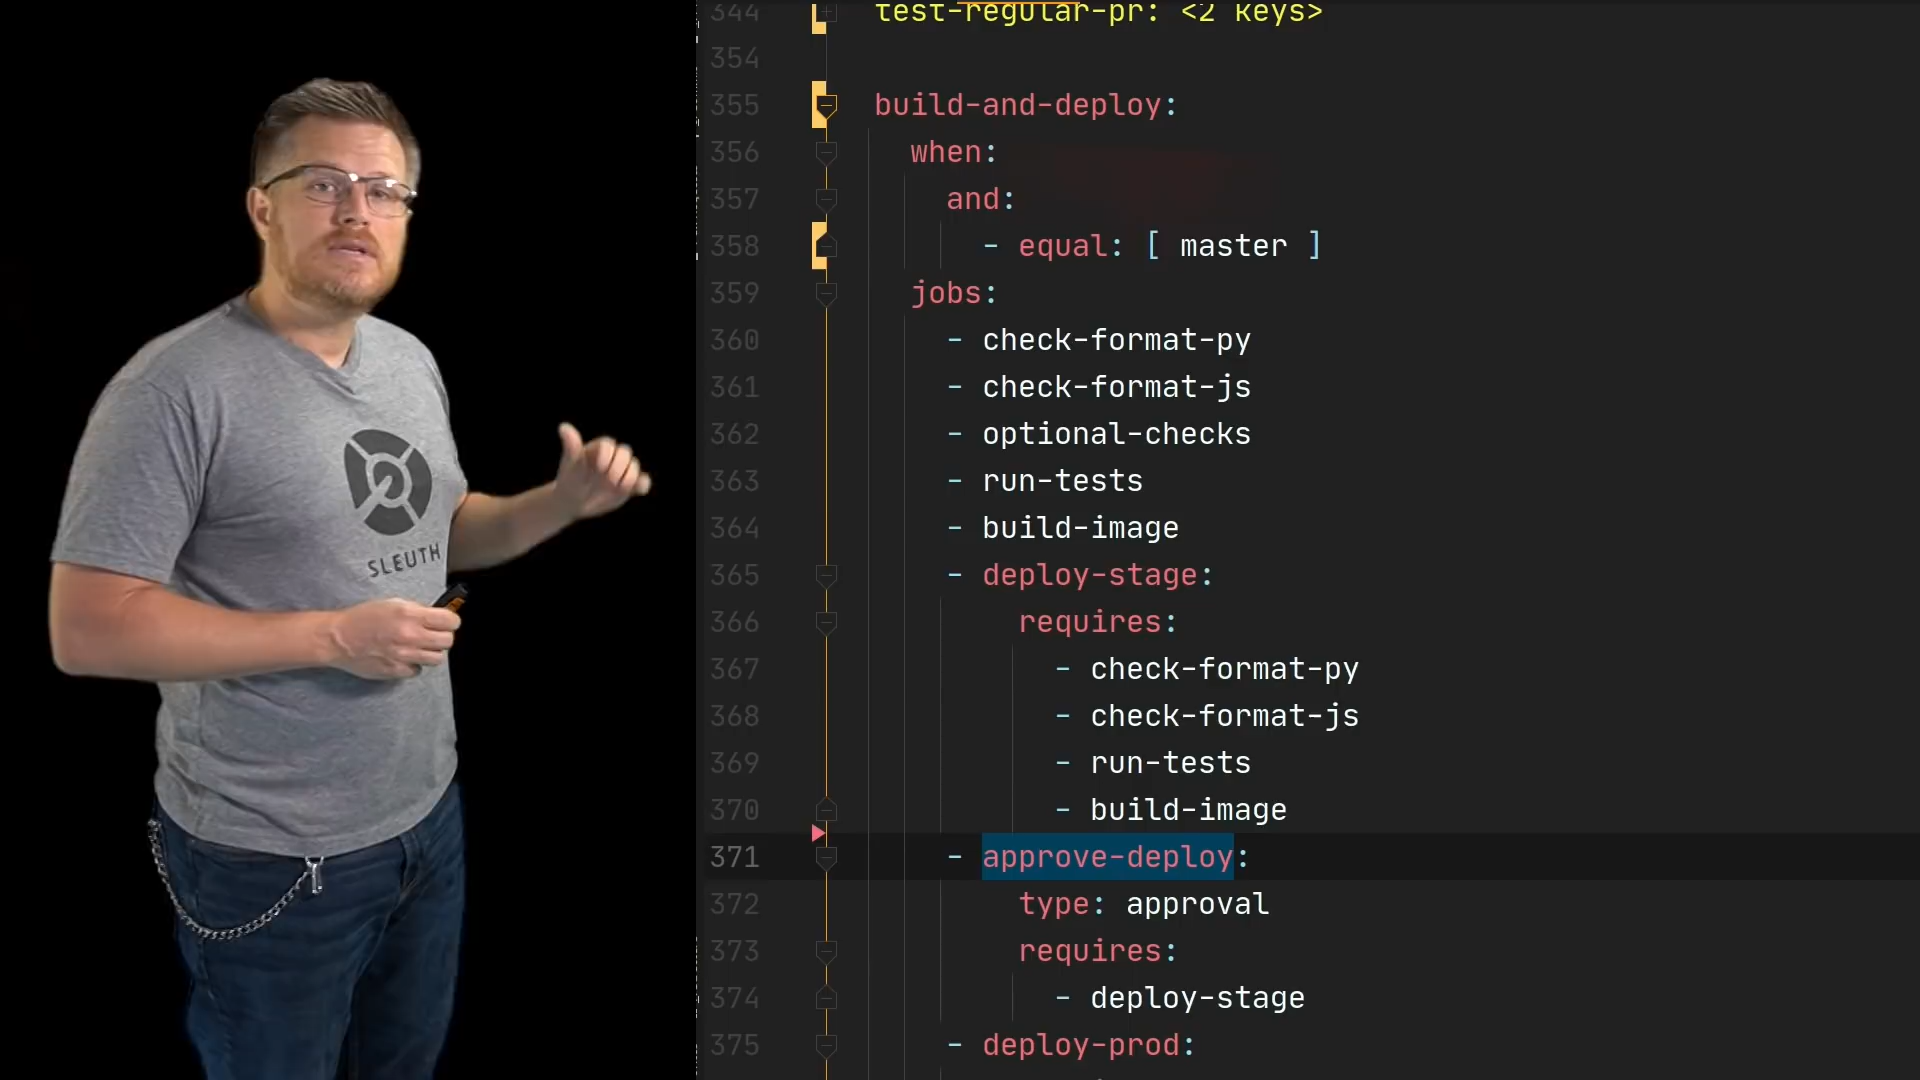 SLEUTH
344 test-regular-pr: <2 keys>
354
355 build-and-deploy:
356 when:
357 and:
358 - equal: [ master ]
359 jobs:
360 - check-format-py
361 - check-format-js
362 - optional-checks
363 - run-tests
364 - build-image
365 - deploy-stage:
366 requires:
367 - check-format-py
368 - check-format-js
369 - run-tests
370 - build-image
371 - approve-deploy:
372 type: approval
373 requires:
374 - deploy-stage
375 - deploy-prod: